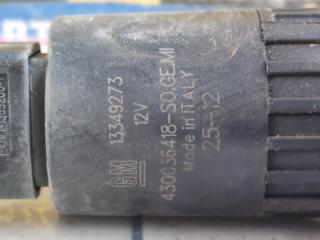 GM 13349273
12V
430036418-SO.GE.MI
Made in ITALY
25-12